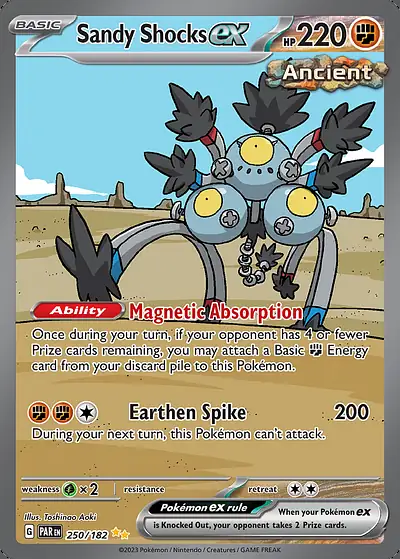 BASIC Sandy Shocks ex HP 220
Ancient
Ability Magnetic Absorption
Once during your turn, if your opponent has 4 or fewer
Prize cards remaining, you may attach a Basic Energy
card from your discard pile to this Pokémon.
Earthen Spike 200
During your next turn, this Pokémon can't attack.
weakness ×2 resistance retreat
Pokémon ex rule When your Pokémon ex
is Knocked Out, your opponent takes 2 Prize cards.
Illus. Toshinao Aoki
G PAR EN 250/182
©2023 Pokémon / Nintendo / Creatures / GAME FREAK